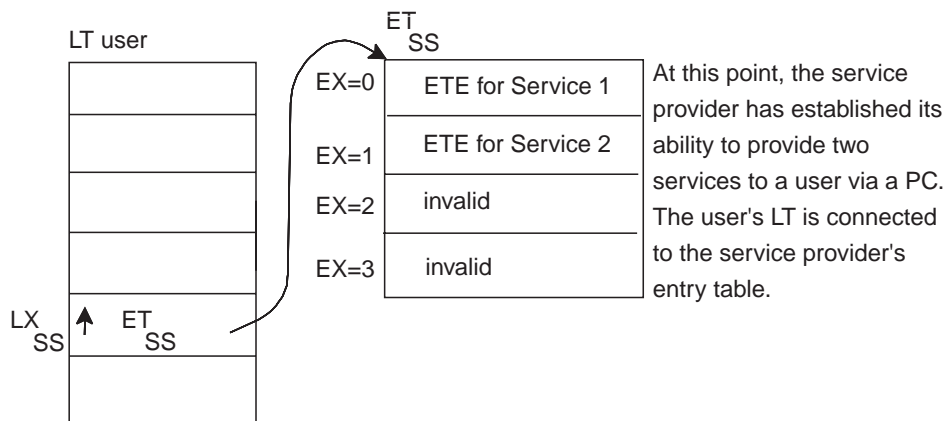 LT user
LX
SS
ET
SS
ET
SS
EX=0
ETE for Service 1
EX=1
ETE for Service 2
EX=2
invalid
EX=3
invalid
At this point, the service
provider has established its
ability to provide two
services to a user via a PC.
The user's LT is connected
to the service provider's
entry table.